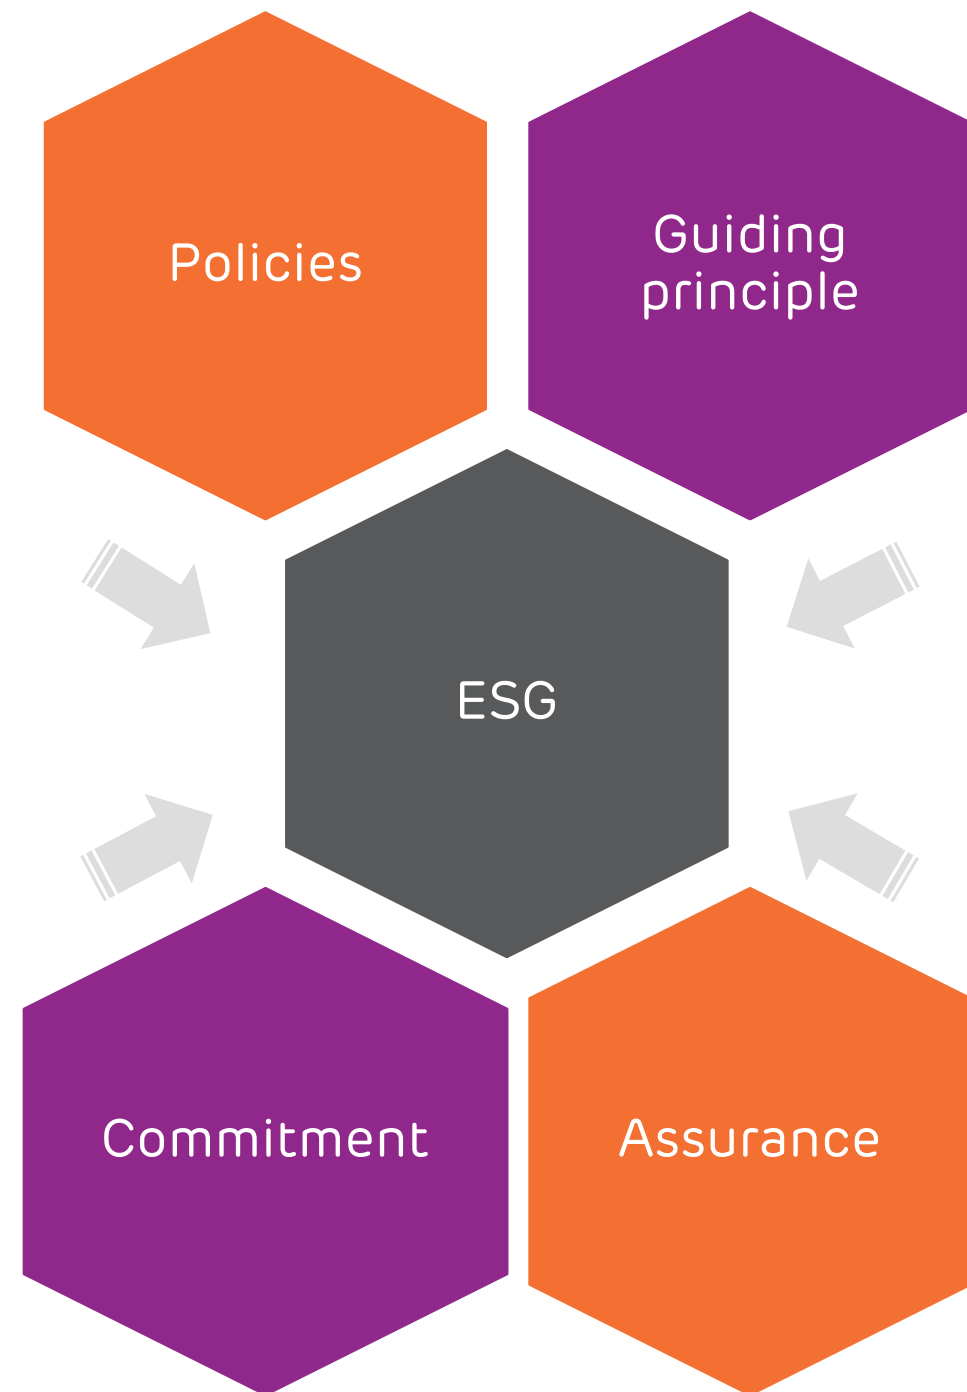 Policies
Guiding
principle
ESG
Commitment
Assurance